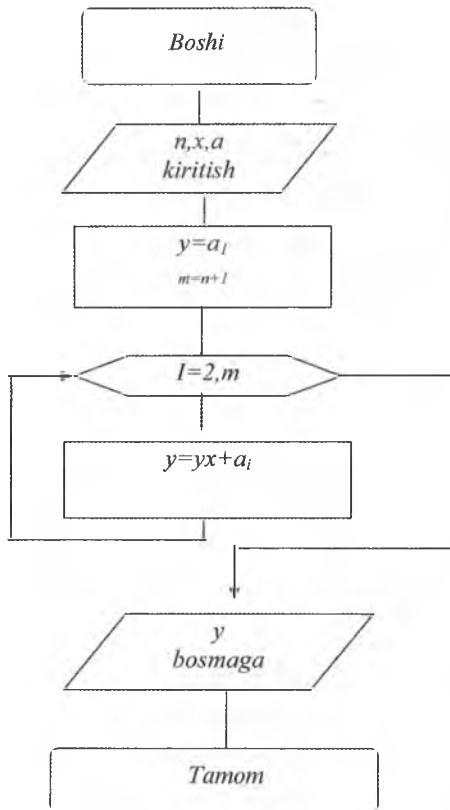 Boshi
n,x,a
kiritish
y=a₁
m=n+1
I=2,m
y=yx+aᵢ
y
bosmaga
Tamom